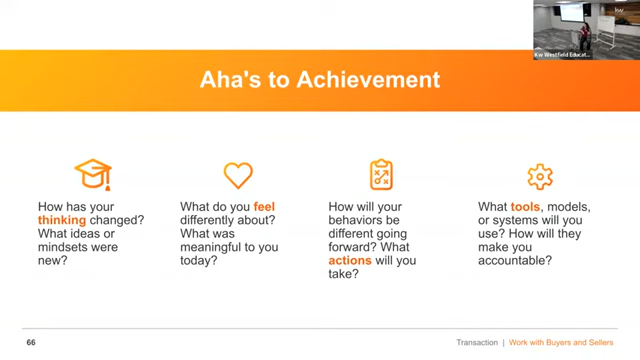 kw
Kw Westfield Educat...
Aha's to Achievement
How has your
thinking changed?
What ideas or
mindsets were
new?
What do you feel
differently about?
What was
meaningful to you
today?
How will your
behaviors be
different going
forward? What
actions will you
take?
What tools, models,
or systems will you
use? How will they
make you
accountable?
66
Transaction | Work with Buyers and Sellers